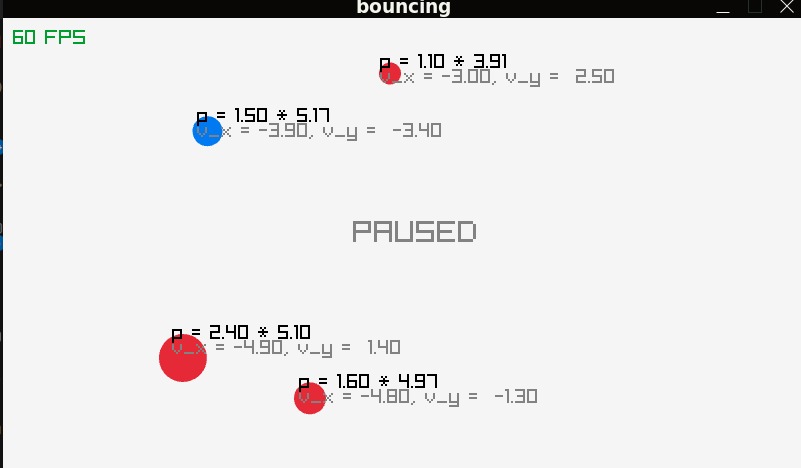 bouncing
60 FPS
p = 1.10 * 3.91
v_x = -3.00, v_y =  2.50
p = 1.50 * 5.17
v_x = -3.90, v_y =  -3.40
PAUSED
p = 2.40 * 5.10
v_x = -4.90, v_y =  1.40
p = 1.60 * 4.97
v_x = -4.80, v_y =  -1.30